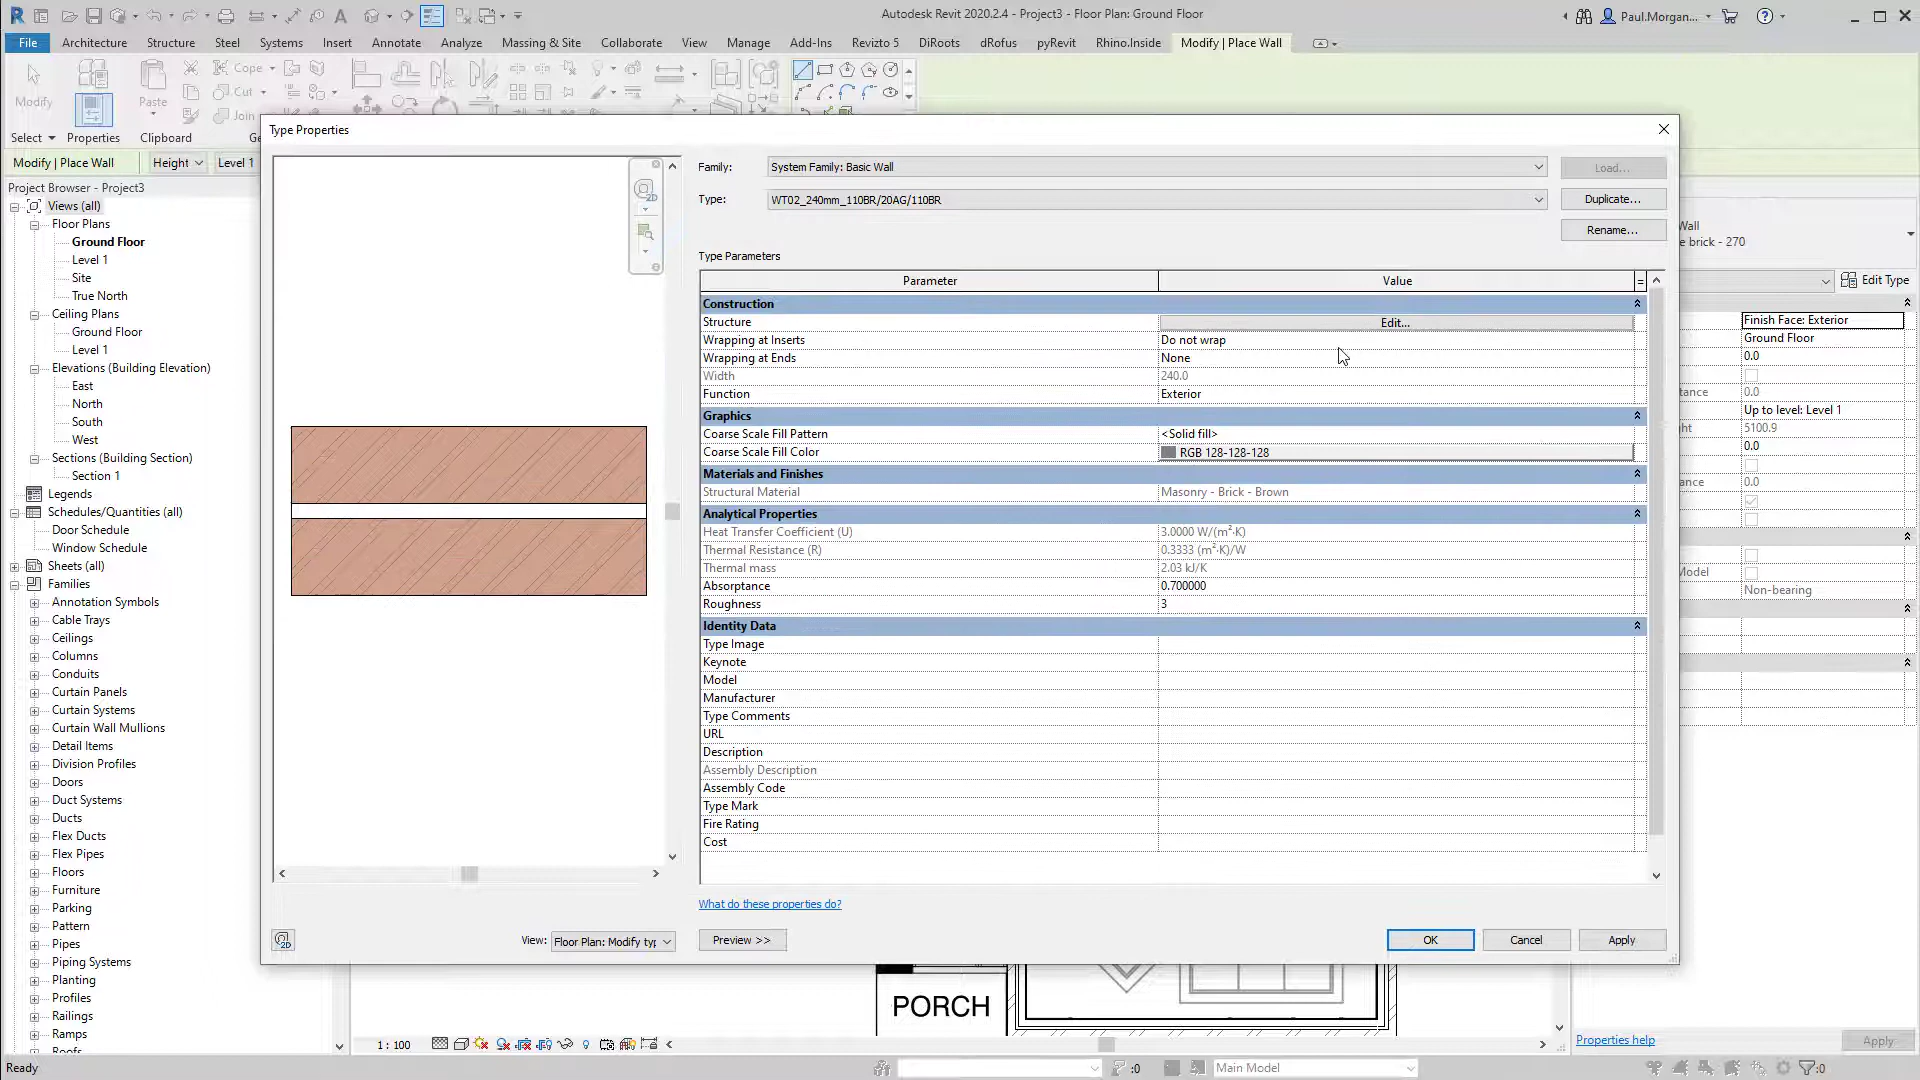 Autodesk Revit 2020.2.4 - Project3 - Floor Plan: Ground Floor
Paul.Morgan...
File Architecture Structure Steel Systems Insert Annotate Analyze Massing & Site Collaborate View Manage Add-Ins Revizto 5 DiRoots dRofus pyRevit Rhino.Inside Modify | Place Wall
Modify
Paste
Cope
Cut
Join
Select Properties Clipboard
Modify | Place Wall Height Level 1
Project Browser - Project3
Views (all)
Floor Plans
Ground Floor
Level 1
Site
True North
Ceiling Plans
Ground Floor
Level 1
Elevations (Building Elevation)
East
North
South
West
Sections (Building Section)
Section 1
Legends
Schedules/Quantities (all)
Door Schedule
Window Schedule
Sheets (all)
Families
Annotation Symbols
Cable Trays
Ceilings
Columns
Conduits
Curtain Panels
Curtain Systems
Curtain Wall Mullions
Detail Items
Division Profiles
Doors
Duct Systems
Ducts
Flex Ducts
Flex Pipes
Floors
Furniture
Parking
Pattern
Pipes
Piping Systems
Planting
Profiles
Railings
Ramps
Roofs
Type Properties
Family: System Family: Basic Wall Load...
Type: WT02_240mm_110BR/20AG/110BR Duplicate...
Rename...
Type Parameters
Parameter Value =
Construction
Structure Edit...
Wrapping at Inserts Do not wrap
Wrapping at Ends None
Width 240.0
Function Exterior
Graphics
Coarse Scale Fill Pattern <Solid fill>
Coarse Scale Fill Color RGB 128-128-128
Materials and Finishes
Structural Material Masonry - Brick - Brown
Analytical Properties
Heat Transfer Coefficient (U) 3.0000 W/(m²·K)
Thermal Resistance (R) 0.3333 (m²·K)/W
Thermal mass 2.03 kJ/K
Absorptance 0.700000
Roughness 3
Identity Data
Type Image
Keynote
Model
Manufacturer
Type Comments
URL
Description
Assembly Description
Assembly Code
Type Mark
Fire Rating
Cost
What do these properties do?
2D View: Floor Plan: Modify typ Preview >> OK Cancel Apply
Wall
e brick - 270
Edit Type
Finish Face: Exterior
Ground Floor
0.0
tance 0.0
Up to level: Level 1
ht 5100.9
0.0
ance 0.0
Model
Non-bearing
PORCH
1 : 100
Properties help Apply
Ready :0 Main Model :0